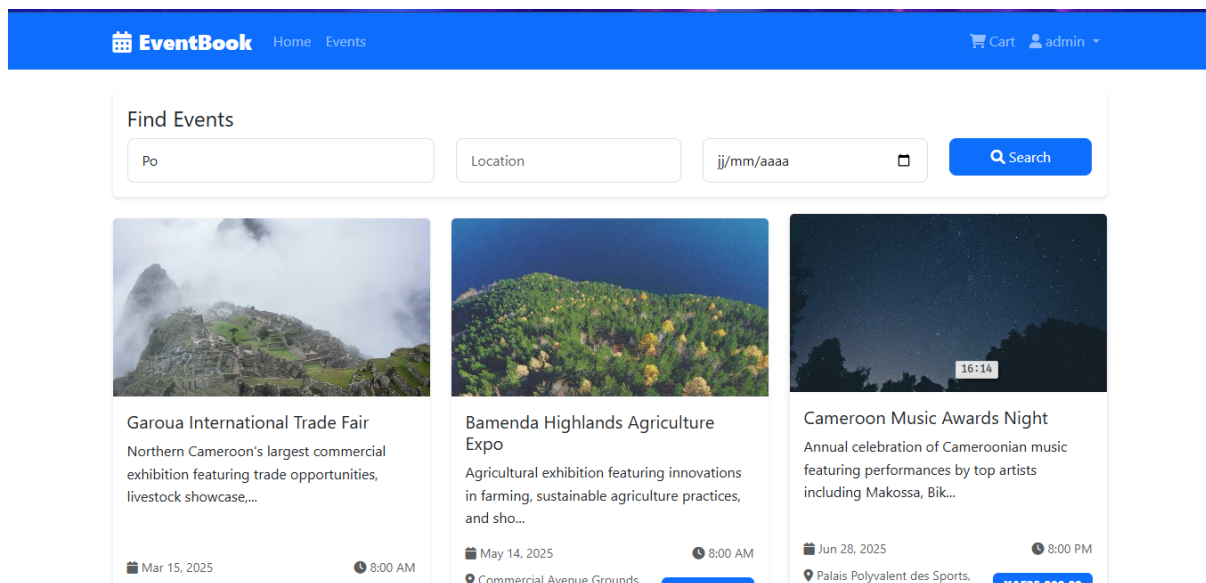 EventBook Home Events Cart admin
Find Events
Po Location jj/mm/aaaa Search
16:14
Garoua International Trade Fair
Northern Cameroon's largest commercial
exhibition featuring trade opportunities,
livestock showcase,...
Mar 15, 2025 8:00 AM
Bamenda Highlands Agriculture
Expo
Agricultural exhibition featuring innovations
in farming, sustainable agriculture practices,
and sho...
May 14, 2025 8:00 AM
Commercial Avenue Grounds,
Cameroon Music Awards Night
Annual celebration of Cameroonian music
featuring performances by top artists
including Makossa, Bik...
Jun 28, 2025 8:00 PM
Palais Polyvalent des Sports,